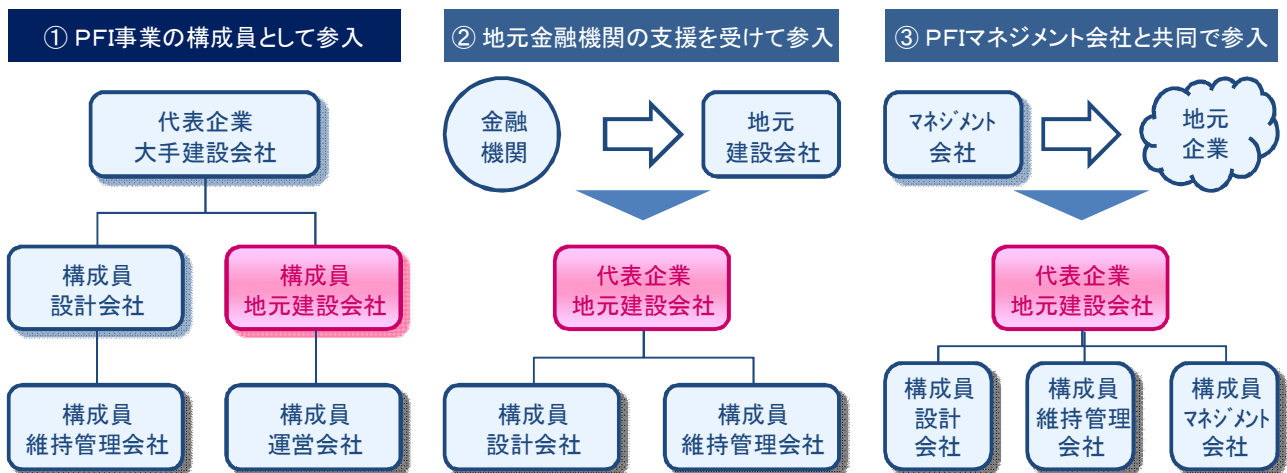 ① PFI事業の構成員として参入
代表企業
大手建設会社
構成員
設計会社
構成員
地元建設会社
構成員
維持管理会社
構成員
運営会社
② 地元金融機関の支援を受けて参入
金融
機関
地元
建設会社
代表企業
地元建設会社
構成員
設計会社
構成員
維持管理会社
③ PFIマネジメント会社と共同で参入
マネジメント
会社
地元
企業
代表企業
地元建設会社
構成員
設計
会社
構成員
維持管理
会社
構成員
マネジメント
会社